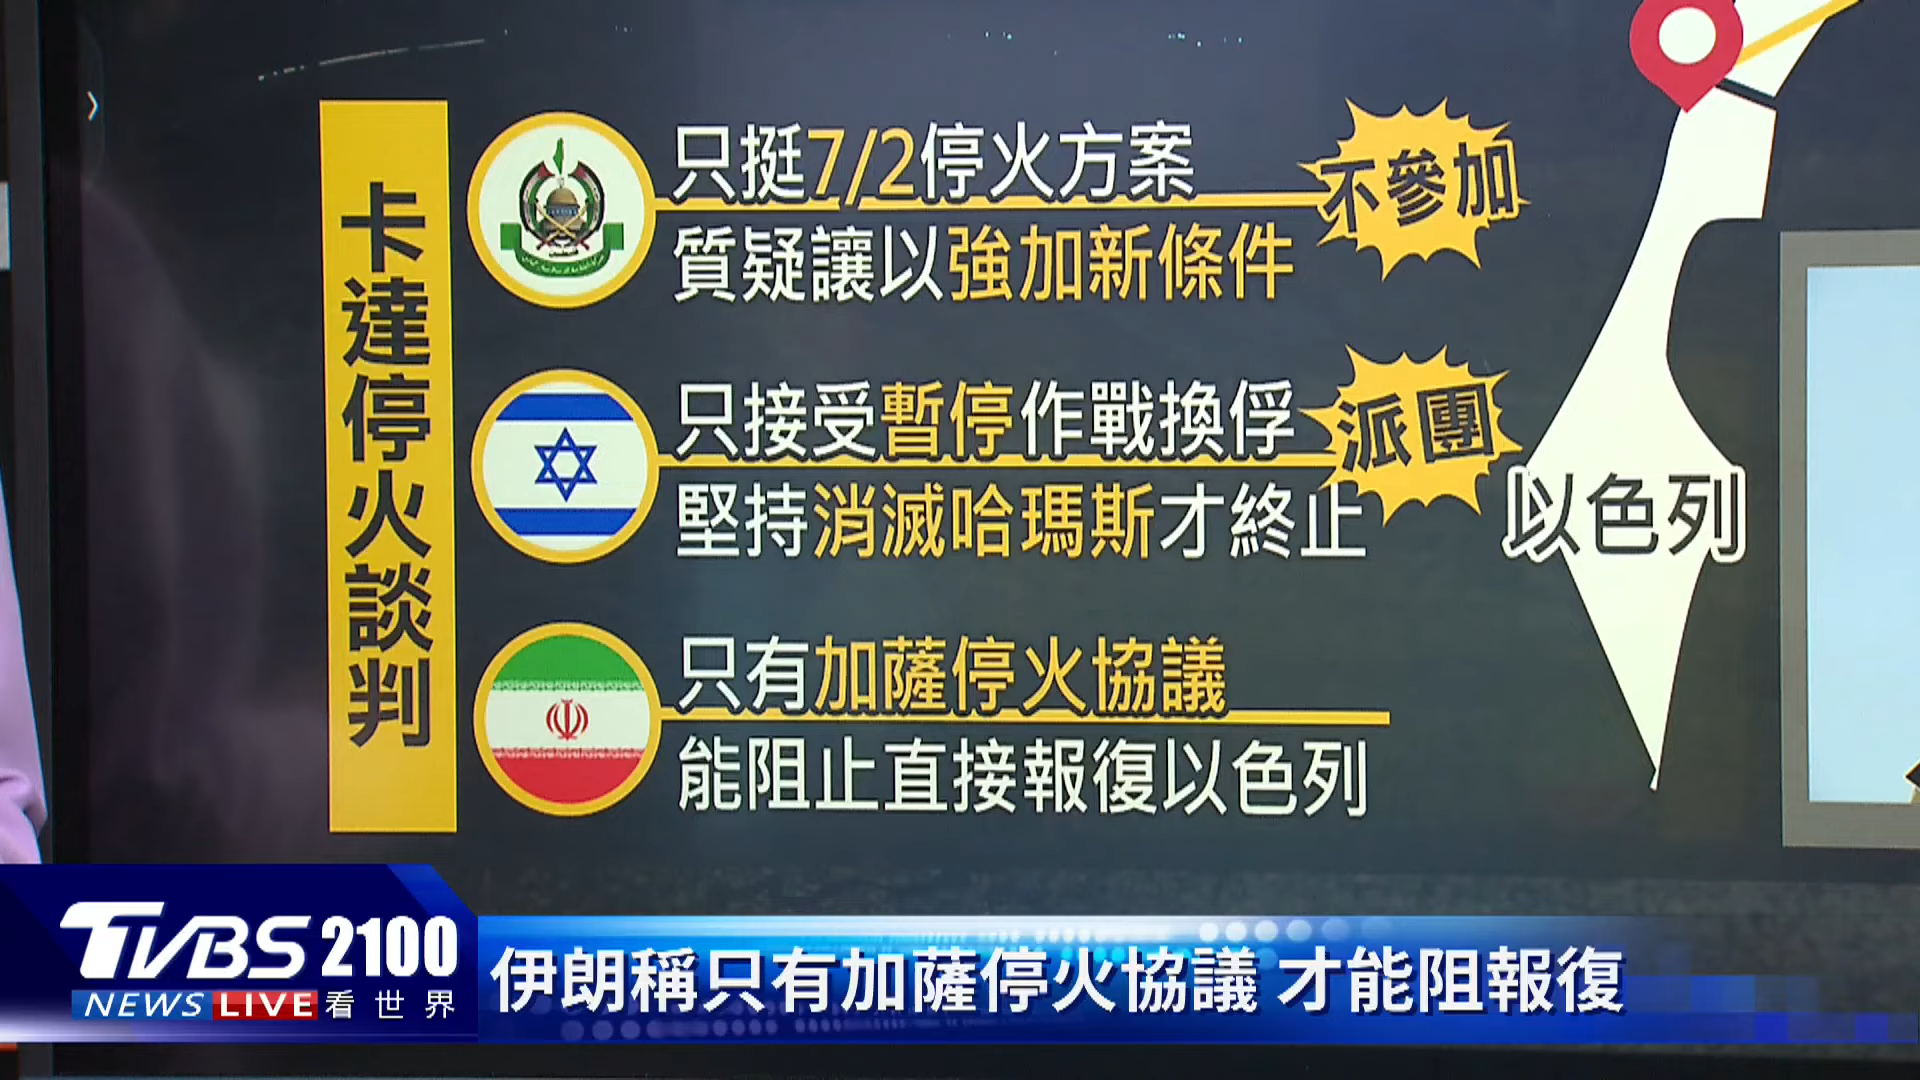 卡達停火談判
只挺7/2停火方案
不參加
質疑讓以強加新條件
只接受暫停作戰換俘
派團
堅持消滅哈瑪斯才終止
以色列
只有加薩停火協議
能阻止直接報復以色列
TVBS 2100
NEWS LIVE 看世界
伊朗稱只有加薩停火協議 才能阻報復